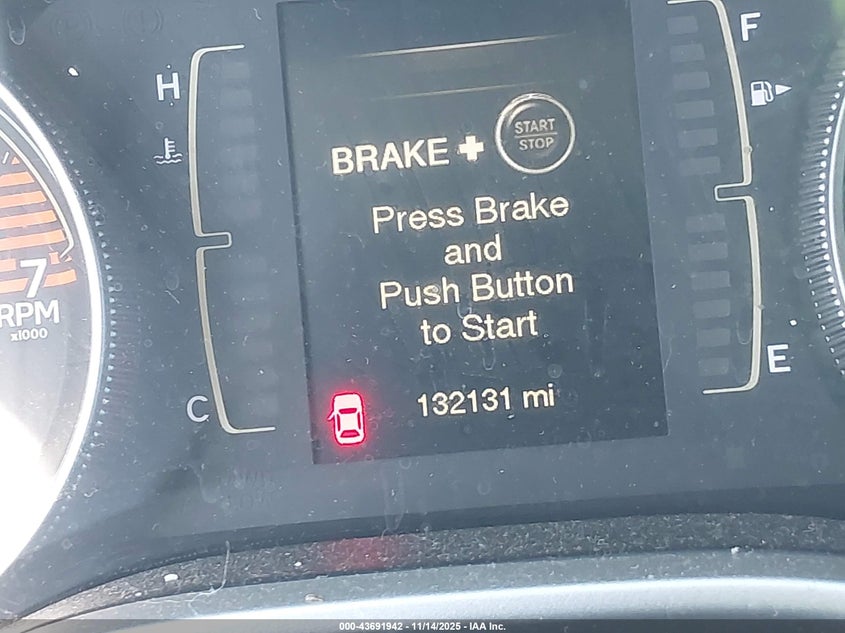 H
F
BRAKE + START
STOP
Press Brake
and
Push Button
to Start
7
RPM
x1000
C
E
132131 mi
000-43691942 - 11/14/2025 - IAA Inc.